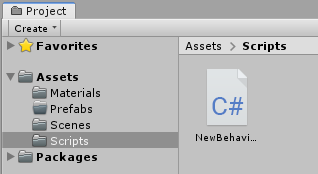 Project
Create
Favorites
Assets
Materials
Prefabs
Scenes
Scripts
Packages
Assets > Scripts
C#
NewBehavi...